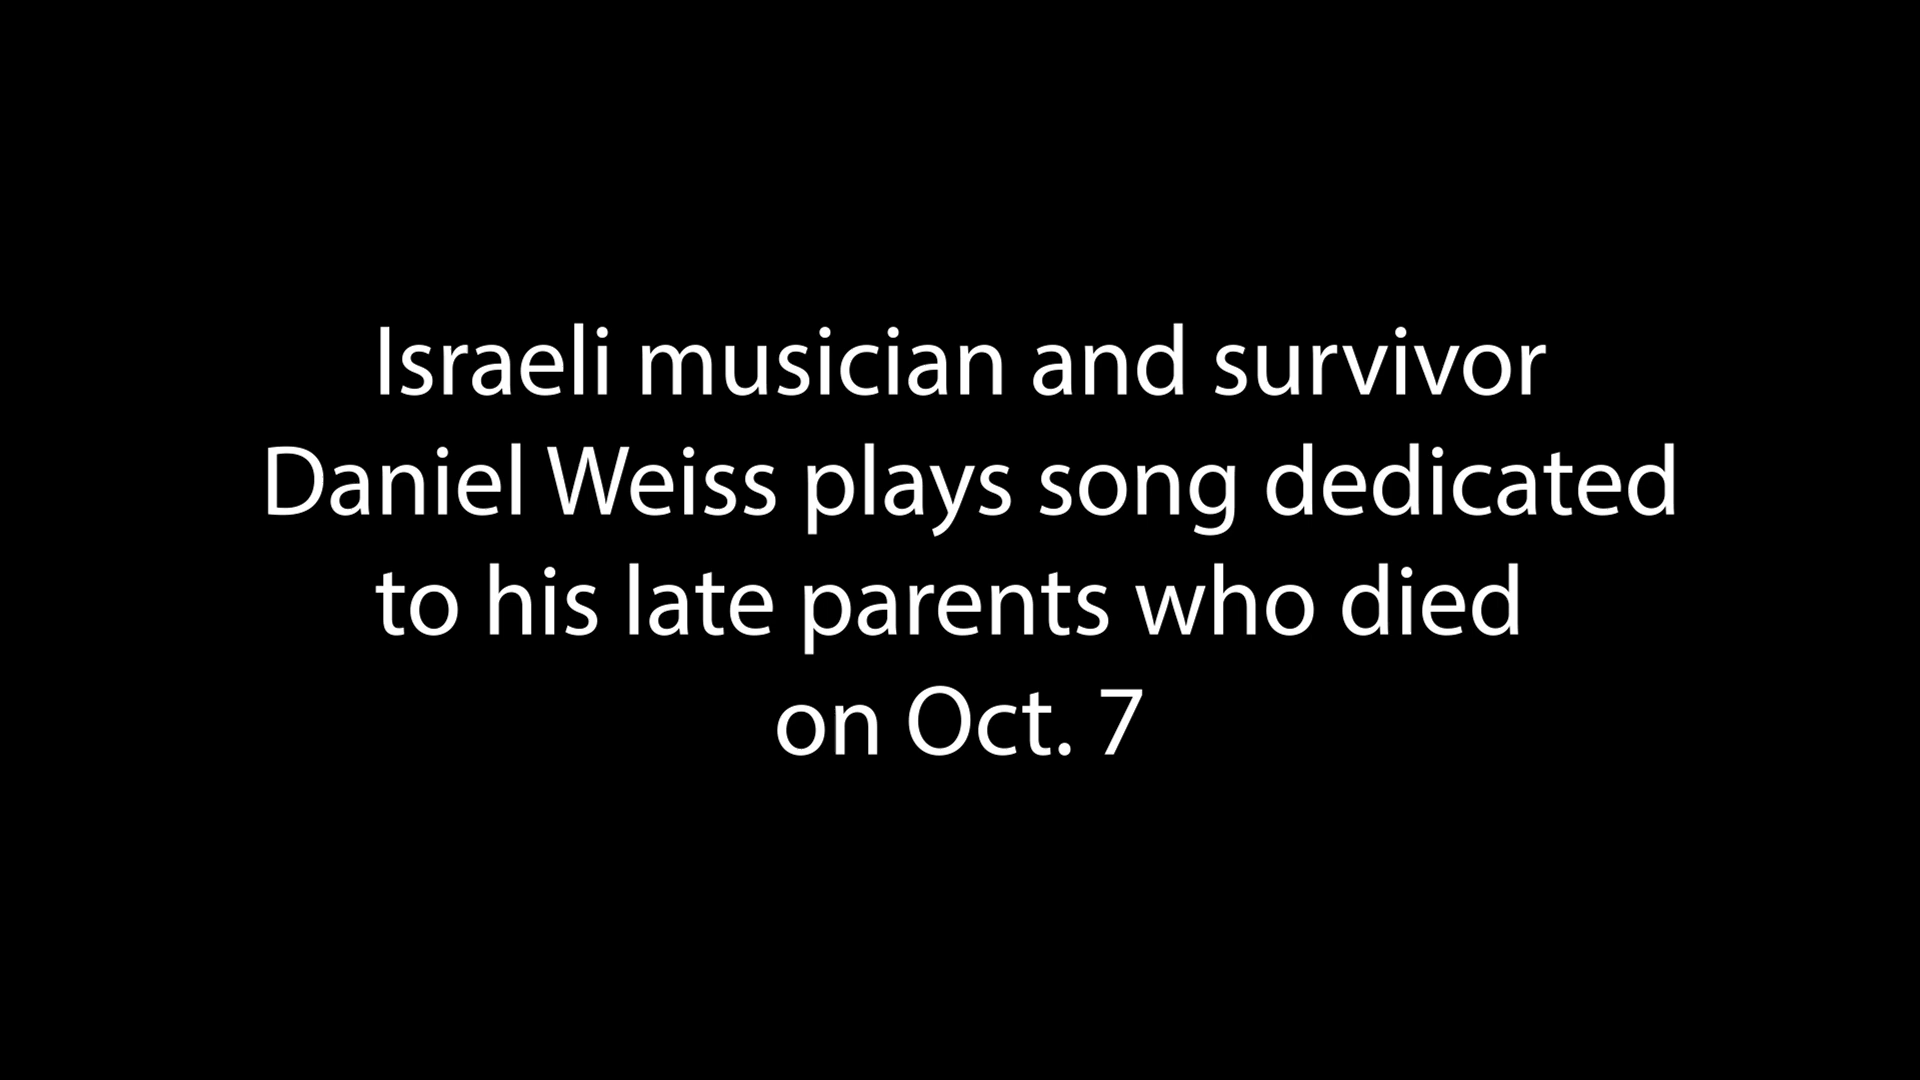 Israeli musician and survivor
Daniel Weiss plays song dedicated
to his late parents who died
on Oct. 7